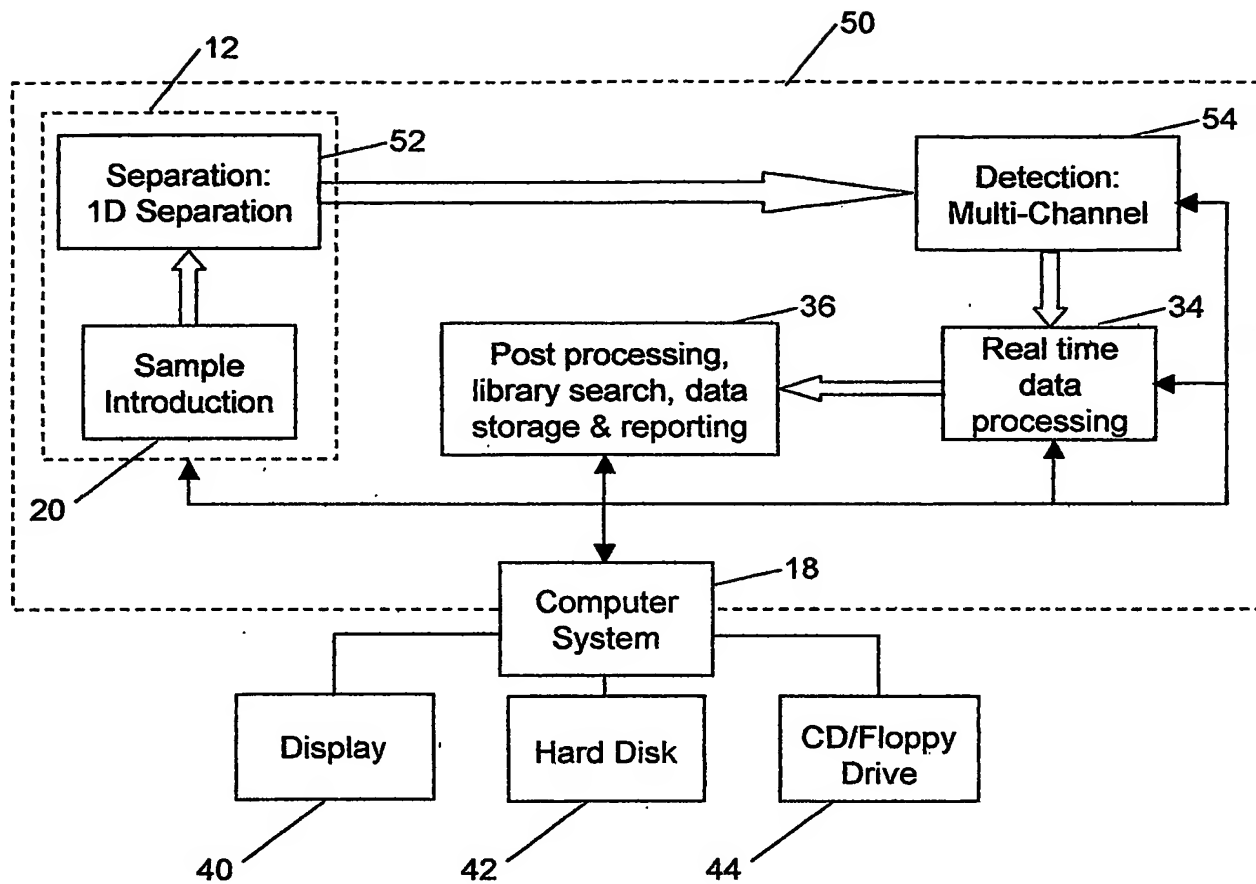 12
50
52
54
Separation:
1D Separation
Detection:
Multi-Channel
36
34
Sample
Introduction
Post processing,
library search, data
storage & reporting
Real time
data
processing
20
18
Computer
System
Display
Hard Disk
CD/Floppy
Drive
40
42
44